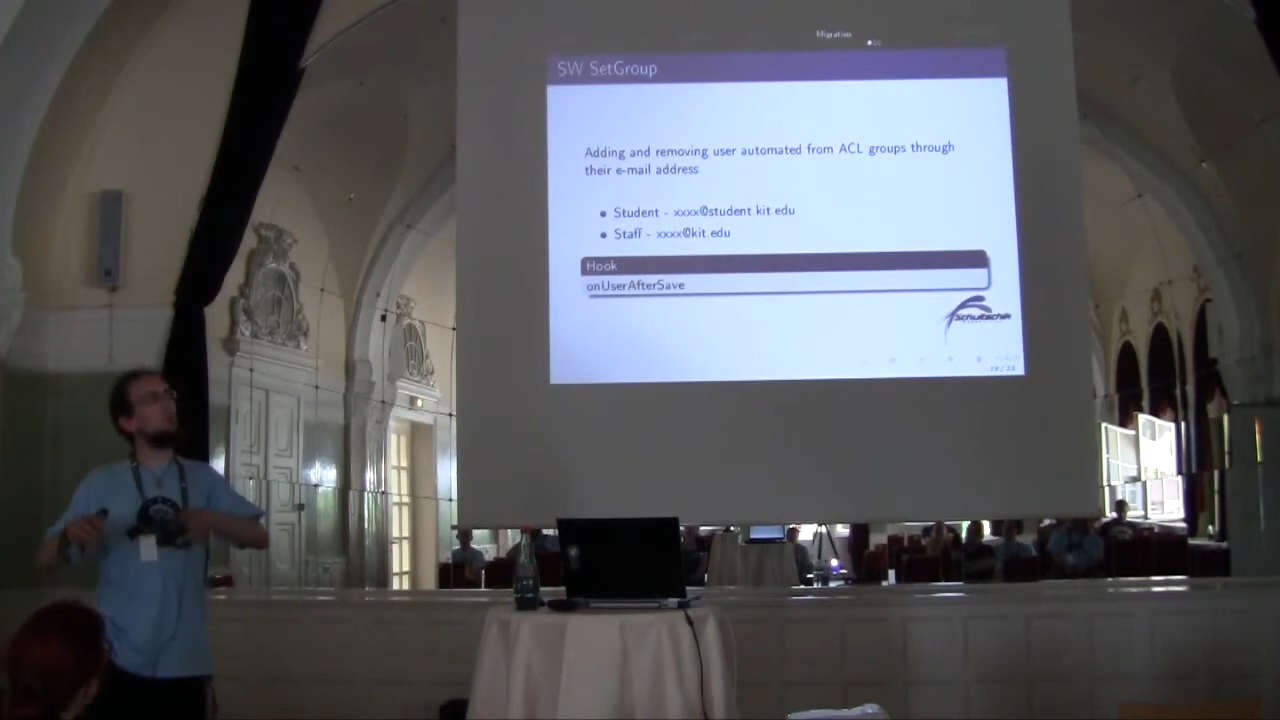 Migration
SW SetGroup
Adding and removing user automated from ACL groups through
their e-mail address
Student - xxxx@student.kit.edu
Staff - xxxx@kit.edu
Hook
onUserAfterSave
Schultschik